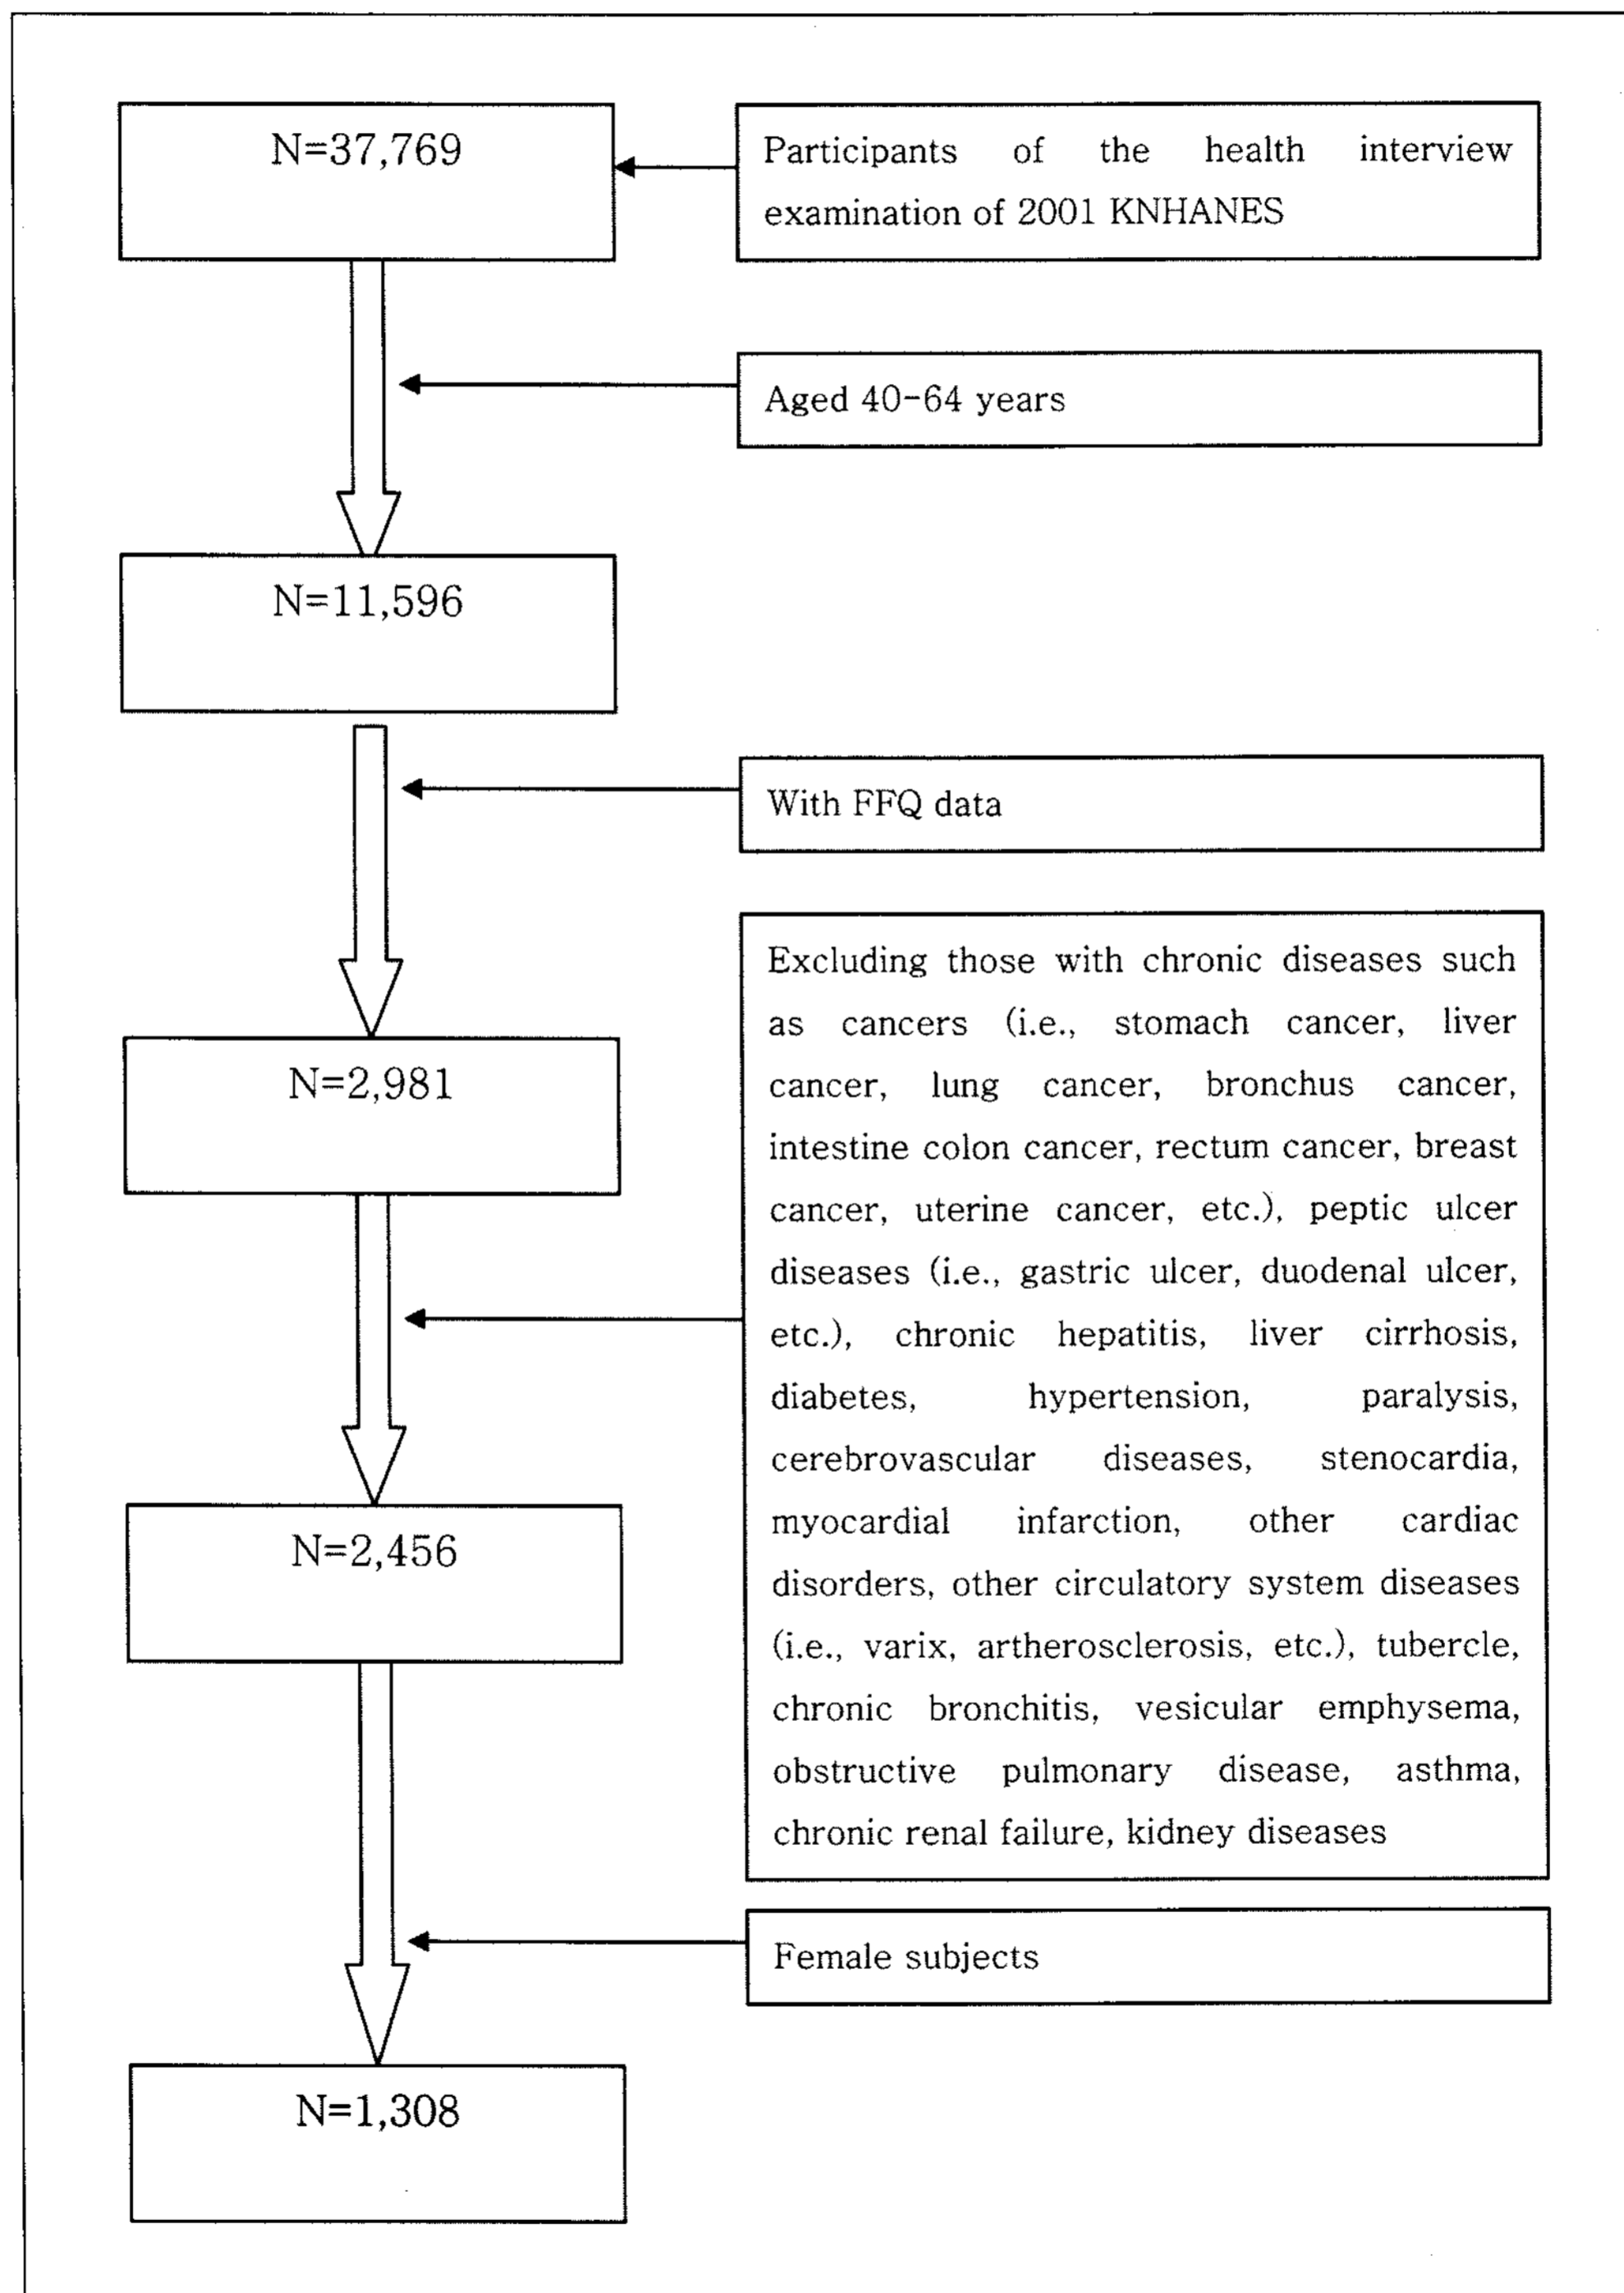 N=37,769
Participants of the health interview
examination of 2001 KNHANES
Aged 40-64 years
N=11,596
With FFQ data
N=2,981
Excluding those with chronic diseases such
as cancers (i.e., stomach cancer, liver
cancer, lung cancer, bronchus cancer,
intestine colon cancer, rectum cancer, breast
cancer, uterine cancer, etc.), peptic ulcer
diseases (i.e., gastric ulcer, duodenal ulcer,
etc.), chronic hepatitis, liver cirrhosis,
diabetes, hypertension, paralysis,
cerebrovascular diseases, stenocardia,
myocardial infarction, other cardiac
disorders, other circulatory system diseases
(i.e., varix, artherosclerosis, etc.), tubercle,
chronic bronchitis, vesicular emphysema,
obstructive pulmonary disease, asthma,
chronic renal failure, kidney diseases
N=2,456
Female subjects
N=1,308